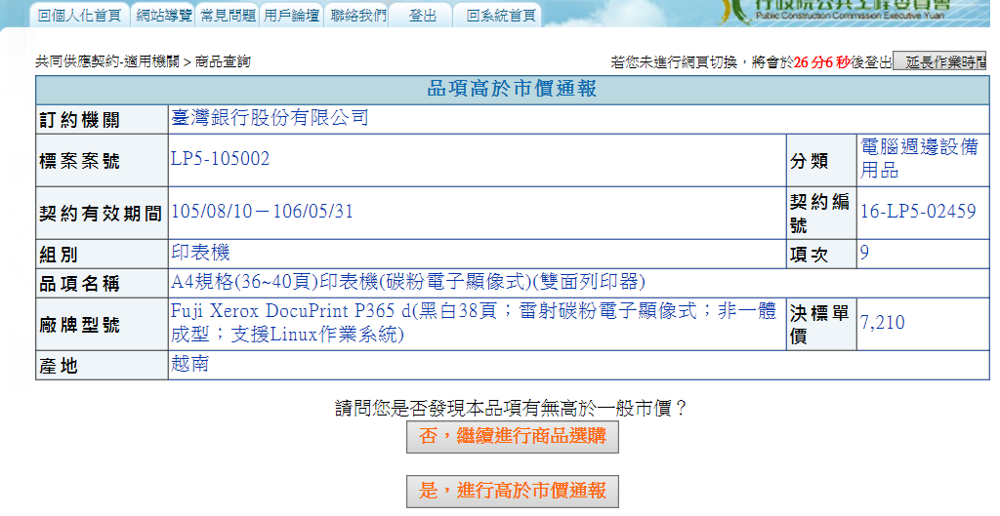 回個人化首頁 網站導覽 常見問題 用戶論壇 聯絡我們 登出 回系統首頁
行政院公共工程委員會
Public Construction Commission Executive Yuan
共同供應契約-適用機關 > 商品查詢 若您未進行網頁切換，將會於26 分6 秒後登出 延長作業時間
品項高於市價通報
訂約機關 臺灣銀行股份有限公司
標案案號 LP5-105002 分類 電腦週邊設備
用品
契約有效期間 105/08/10－106/05/31 契約編
號 16-LP5-02459
組別 印表機 項次 9
品項名稱 A4規格(36~40頁)印表機(碳粉電子顯像式)(雙面列印器)
廠牌型號 Fuji Xerox DocuPrint P365 d(黑白38頁；雷射碳粉電子顯像式；非一體
成型；支援Linux作業系統) 決標單
價 7,210
產地 越南
請問您是否發現本品項有無高於一般市價？
否，繼續進行商品選購
是，進行高於市價通報